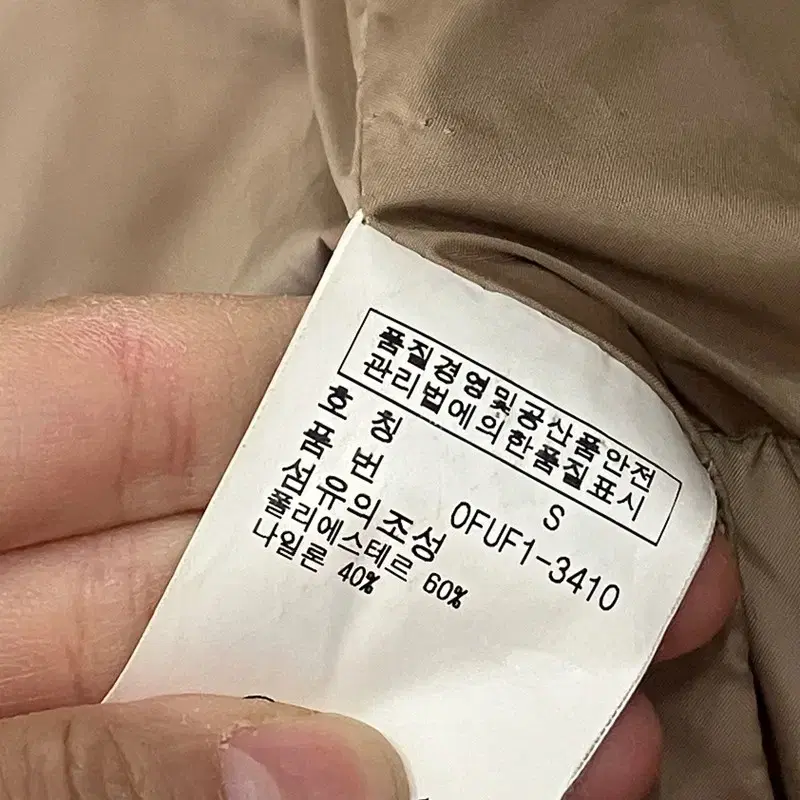 품질경영및공산품안전
관리법에의한품질표시
호 칭 S
품 번 0FUF1-3410
섬유의조성
폴리에스테르 60%
나일론 40%